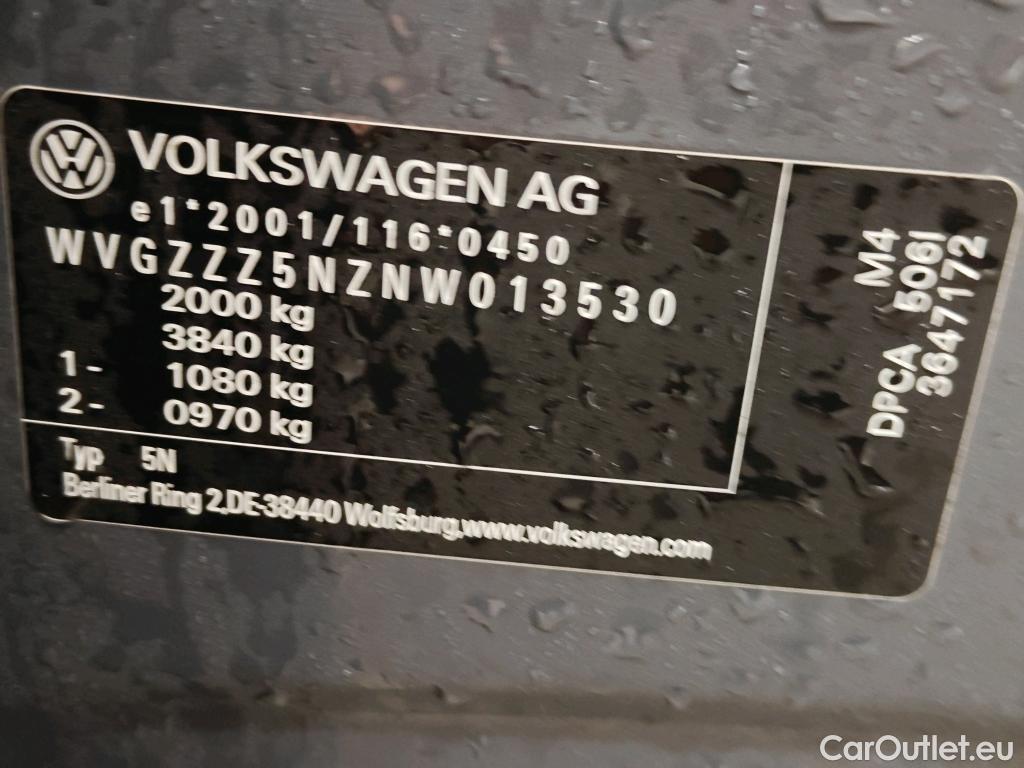 VOLKSWAGEN AG
e1*2001/116*0450
WVGZZZ5NZNW013530
2000 kg
3840 kg
1- 1080 kg
2- 0970 kg
Typ 5N
Berliner Ring 2,DE-38440 Wolfsburg,www.volkswagen.com
M4
DPCA 506I
3647172
CarOutlet.eu